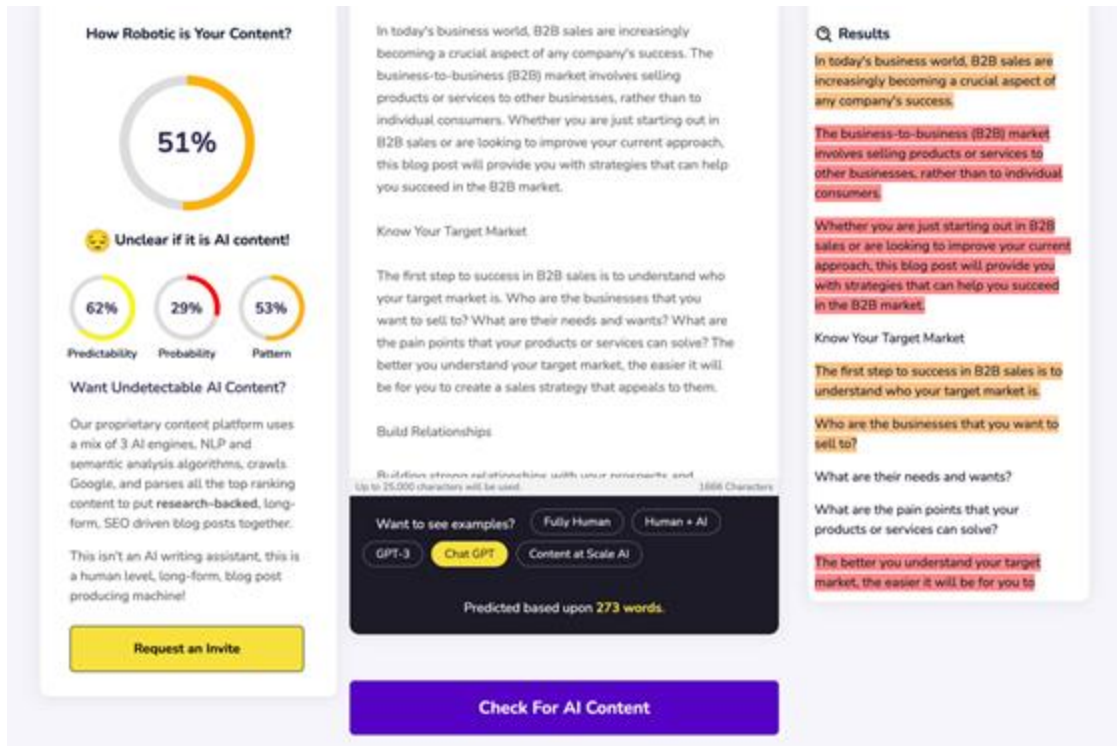 How Robotic is Your Content?
51%
Unclear if it is AI content!
62%
29%
53%
Predictability
Probability
Pattern
Want Undetectable AI Content?
Our proprietary content platform uses
a mix of 3 AI engines, NLP and
semantic analysis algorithms, crawls
Google, and parses all the top ranking
content to put research-backed, long-
form, SEO driven blog posts together.
This isn't an AI writing assistant, this is
a human level, long-form, blog post
producing machine!
Request an Invite
In today's business world, B2B sales are increasingly
becoming a crucial aspect of any company's success. The
business-to-business (B2B) market involves selling
products or services to other businesses, rather than to
individual consumers. Whether you are just starting out in
B2B sales or are looking to improve your current approach,
this blog post will provide you with strategies that can help
you succeed in the B2B market.
Know Your Target Market
The first step to success in B2B sales is to understand who
your target market is. Who are the businesses that you
want to sell to? What are their needs and wants? What are
the pain points that your products or services can solve? The
better you understand your target market, the easier it will
be for you to create a sales strategy that appeals to them.
Build Relationships
Building strong relationships with your prospects and
Up to 25,000 characters will be used.
1666 Characters
Want to see examples?
Fully Human
Human + AI
GPT-3
Chat GPT
Content at Scale AI
Predicted based upon 273 words.
Check For AI Content
Results
In today's business world, B2B sales are
increasingly becoming a crucial aspect of
any company's success.
The business-to-business (B2B) market
involves selling products or services to
other businesses, rather than to individual
consumers.
Whether you are just starting out in B2B
sales or are looking to improve your current
approach, this blog post will provide you
with strategies that can help you succeed
in the B2B market.
Know Your Target Market
The first step to success in B2B sales is to
understand who your target market is.
Who are the businesses that you want to
sell to?
What are their needs and wants?
What are the pain points that your
products or services can solve?
The better you understand your target
market, the easier it will be for you to